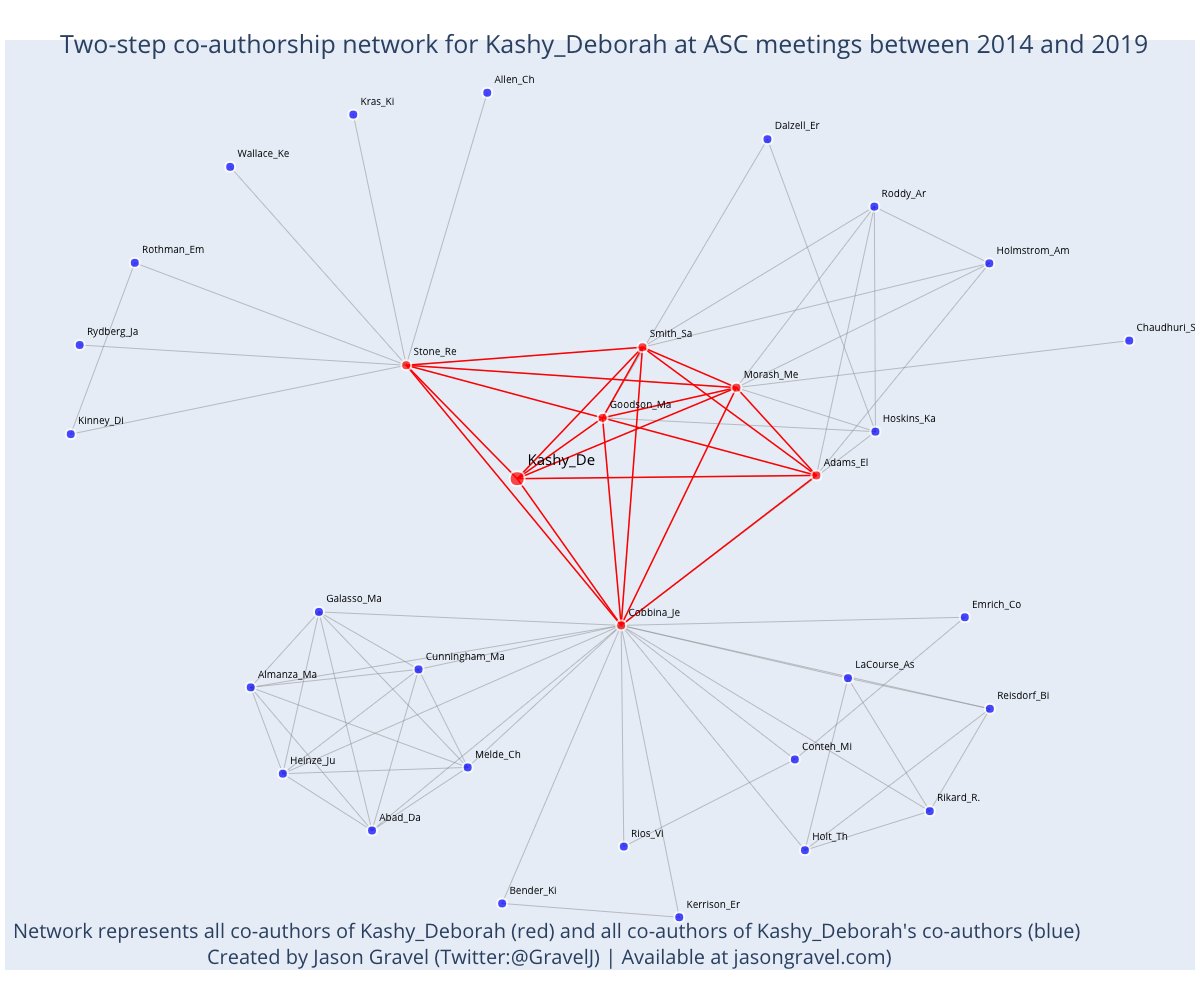 Two-step co-authorship network for Kashy_Deborah at ASC meetings between 2014 and 2019
Allen_Ch
Kras_Ki
Dalzell_Er
Wallace_Ke
Roddy_Ar
Rothman_Em
Holmstrom_Am
Rydberg_Ja
Smith_Sa
Chaudhuri_S
Stone_Re
Morash_Me
Goodson_Ma
Kinney_Di
Hoskins_Ka
Kashy_De
Adams_El
Galasso_Ma
Cobbina_Je
Emrich_Co
Cunningham_Ma
LaCourse_As
Almanza_Ma
Reisdorf_Bi
Conteh_Mi
Melde_Ch
Heinze_Ju
Rikard_R.
Abad_Da
Rios_Vi
Holt_Th
Bender_Ki
Kerrison_Er
Network represents all co-authors of Kashy_Deborah (red) and all co-authors of Kashy_Deborah's co-authors (blue)
Created by Jason Gravel (Twitter:@GravelJ) | Available at jasongravel.com)